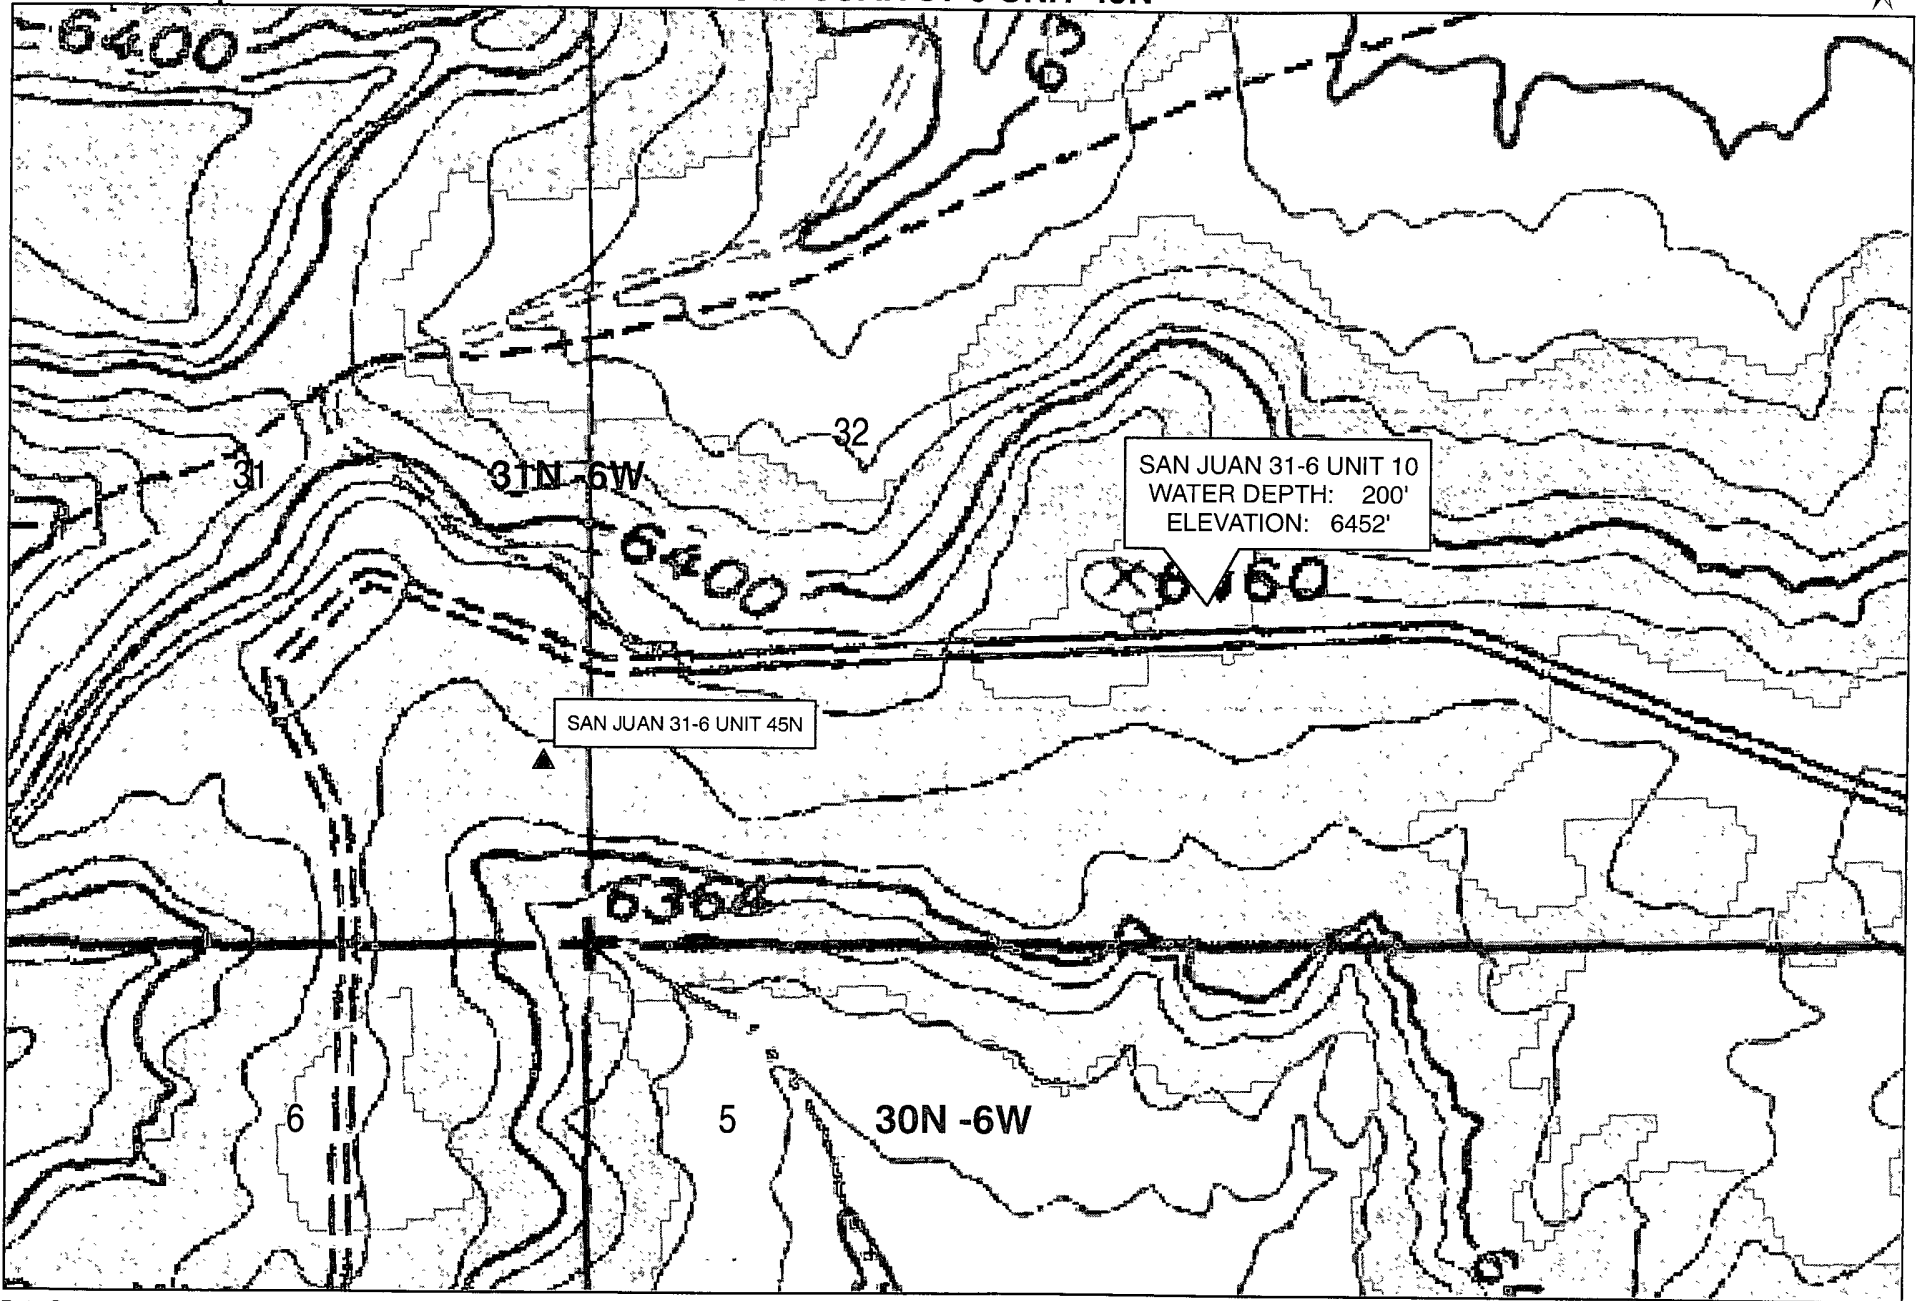 6400
32
31
31N -6W
SAN JUAN 31-6 UNIT 10
WATER DEPTH: 200'
ELEVATION: 6452'
6400
SAN JUAN 31-6 UNIT 45N
6364
6
5
30N -6W